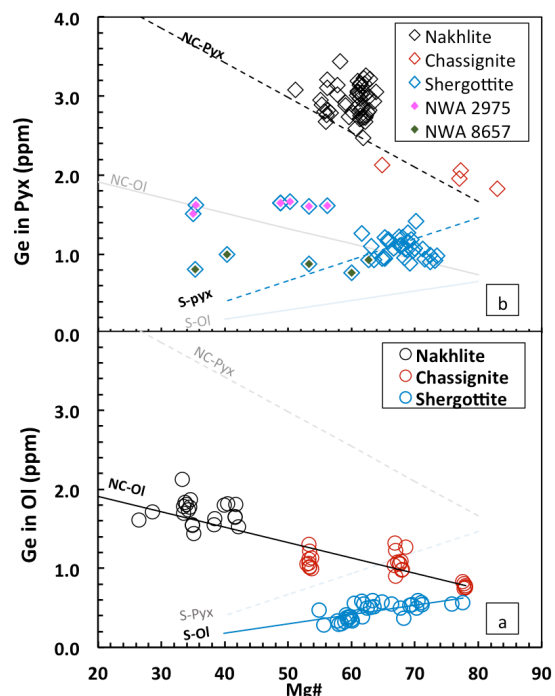 4.0
NC-Pyx
Nakhlite
Chassignite
Shergottite
NWA 2975
NWA 8657
3.0
Ge in Pyx (ppm)
2.0
NC-Ol
1.0
S-pyx
S-Ol
b
0.0
Nakhlite
Chassignite
Shergottite
NC-Pyx
3.0
Ge in Ol (ppm)
2.0
NC-Ol
1.0
S-Pyx
S-Ol
a
0.0
20 30 40 50 60 70 80 90
Mg#